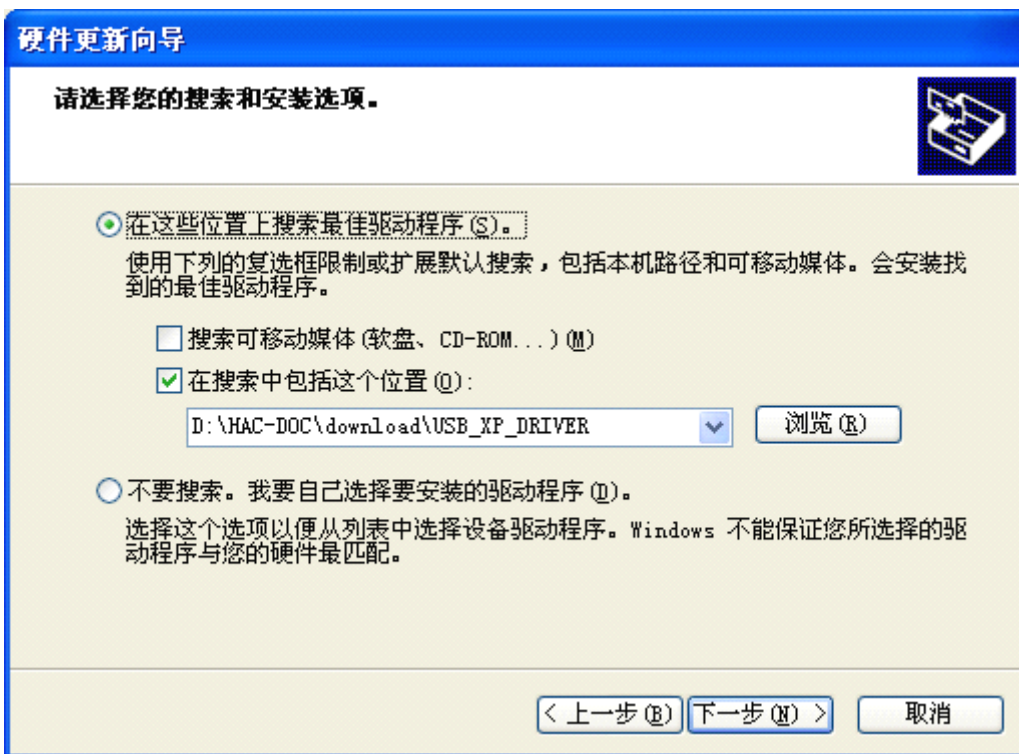 硬件更新向导
请选择您的搜索和安装选项。
在这些位置上搜索最佳驱动程序(S)。
使用下列的复选框限制或扩展默认搜索，包括本机路径和可移动媒体。会安装找
到的最佳驱动程序。
搜索可移动媒体(软盘、CD-ROM...)(M)
在搜索中包括这个位置(O):
D:\HAC-DOC\download\USB_XP_DRIVER
浏览(R)
不要搜索。我要自己选择要安装的驱动程序(D)。
选择这个选项以便从列表中选择设备驱动程序。Windows 不能保证您所选择的驱
动程序与您的硬件最匹配。
< 上一步(B) 下一步(N) > 取消